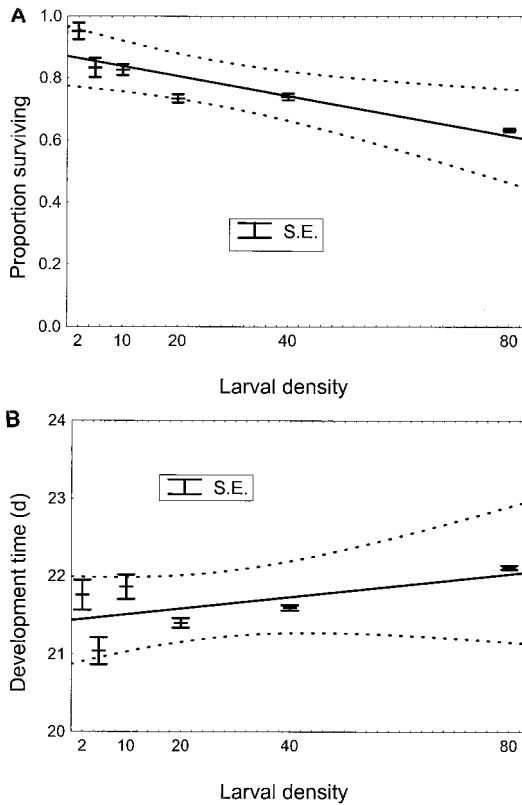 A
1.0
0.8
0.6
0.4
0.2
0.0
Proportion surviving
S.E.
2
10
20
40
80
Larval density
B
24
23
22
21
20
Development time (d)
S.E.
2
10
20
40
80
Larval density